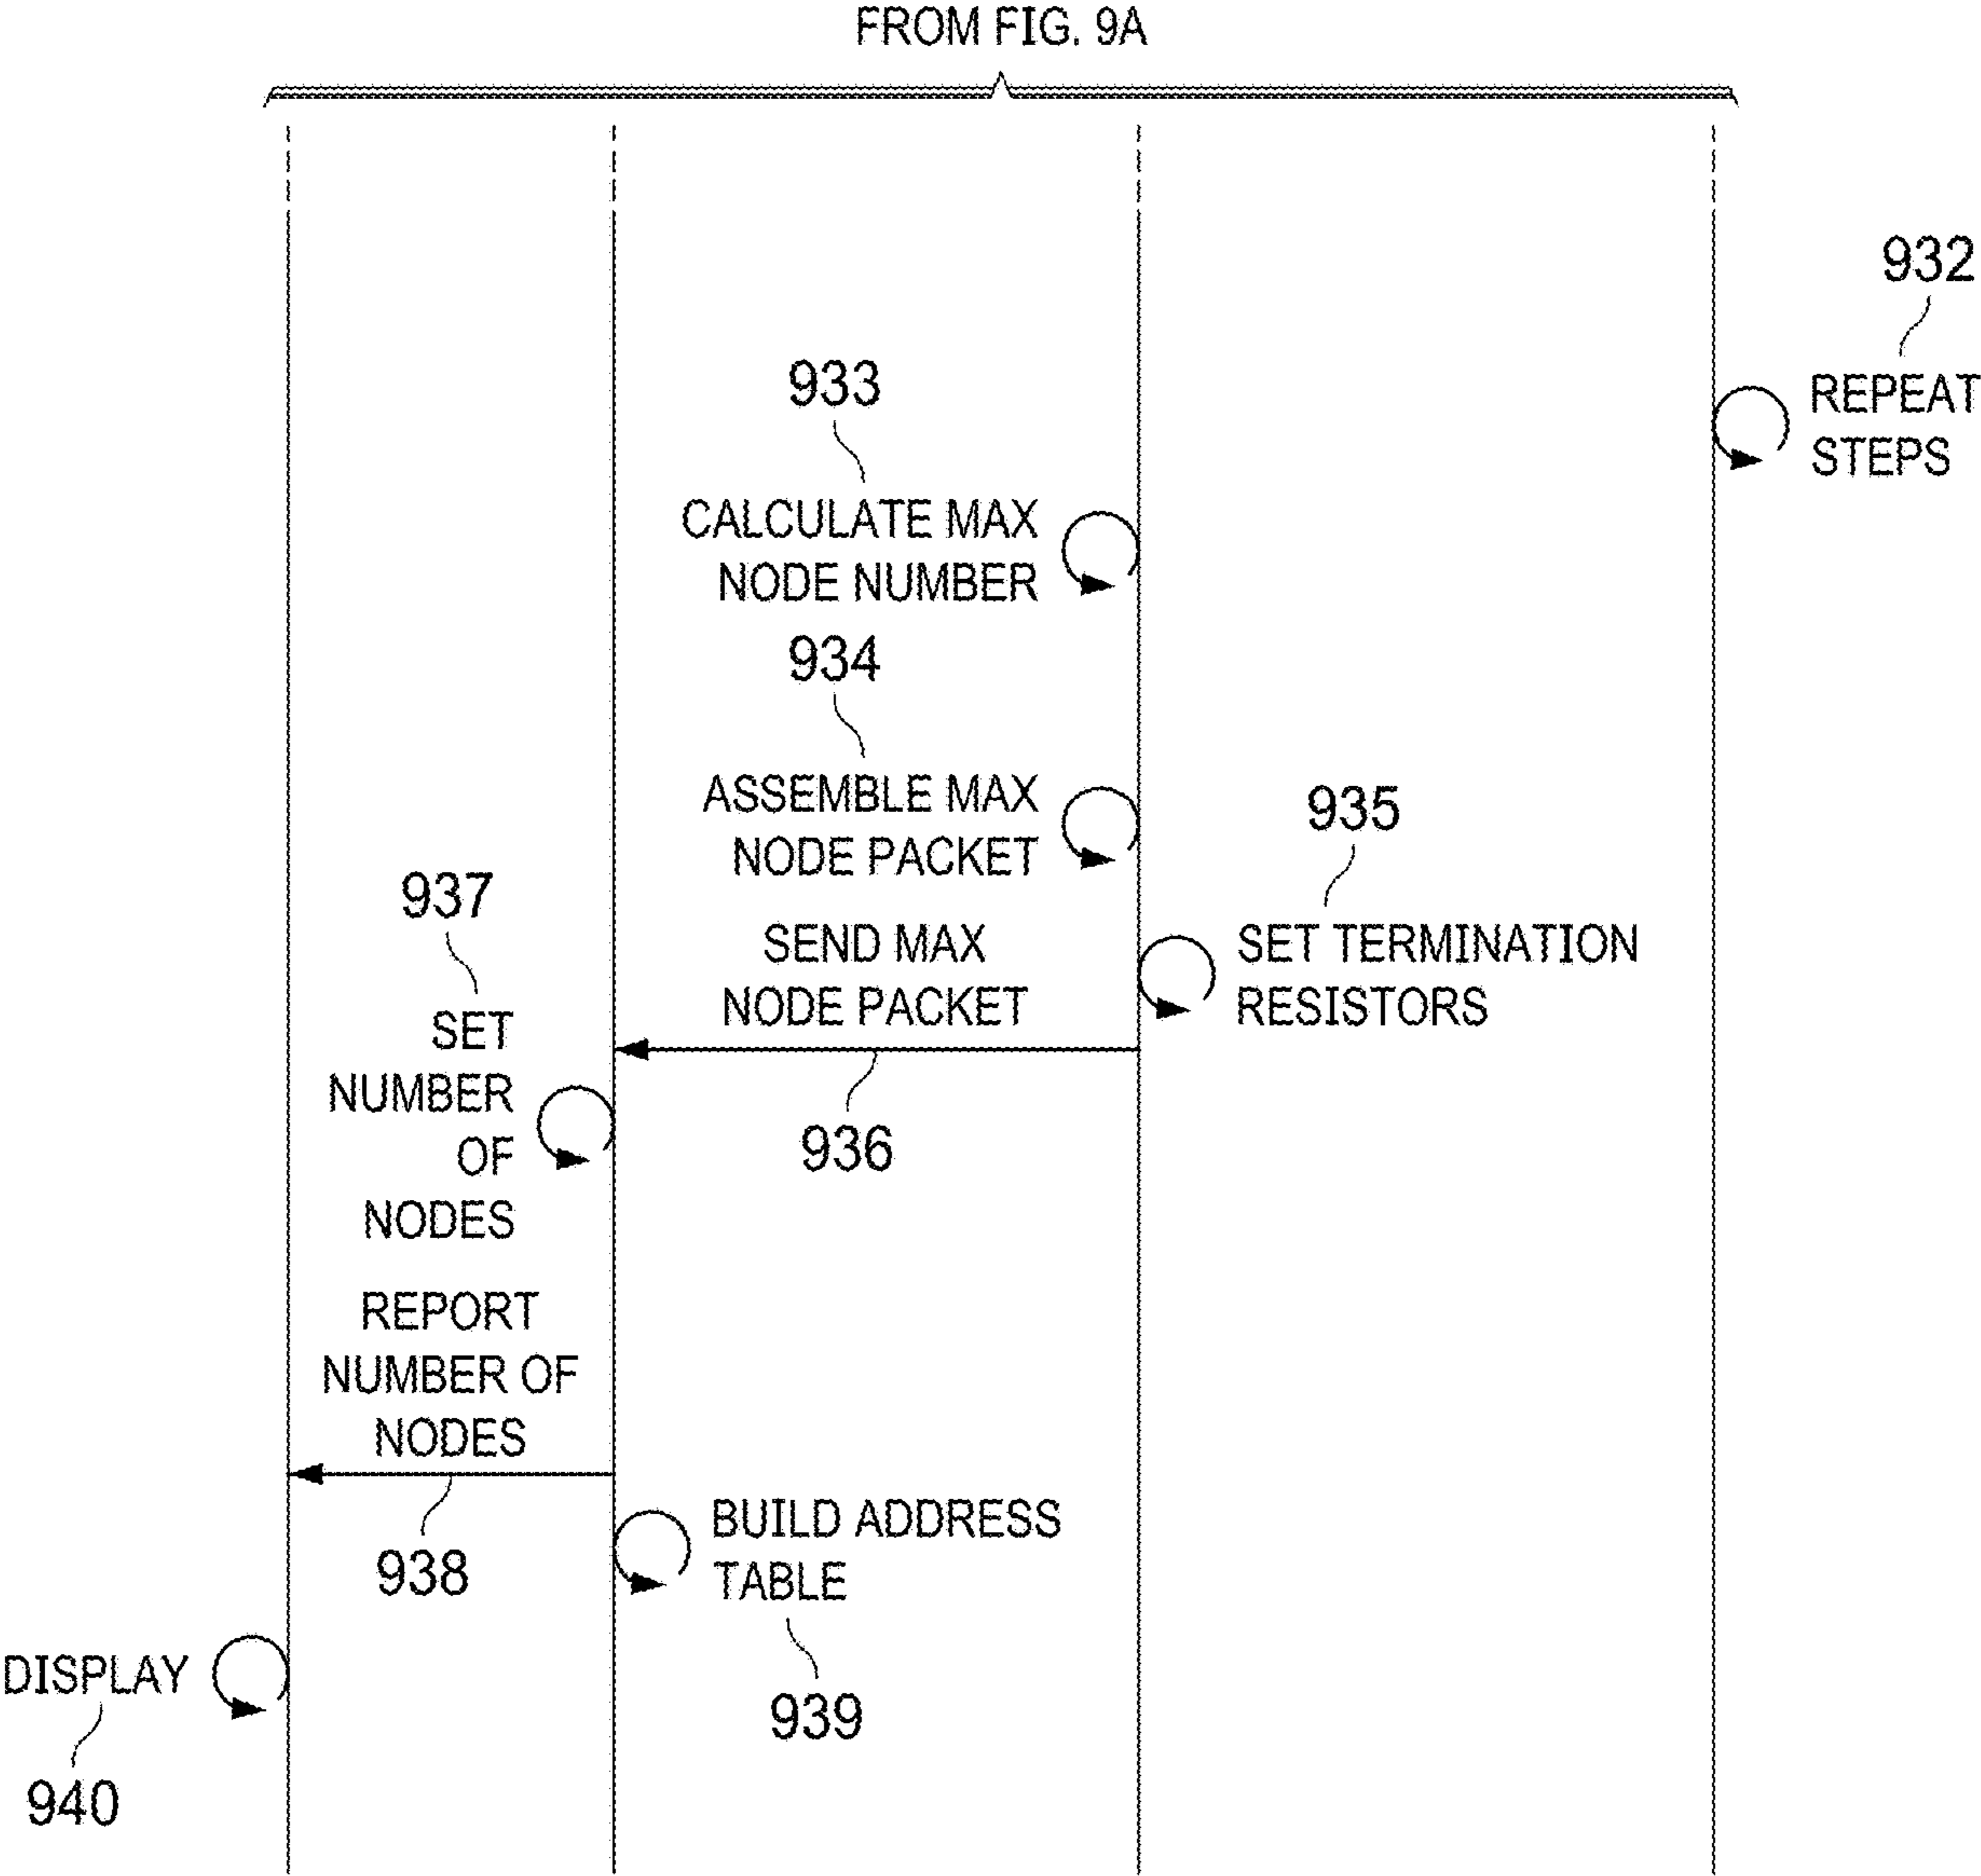 FROM FIG. 9A
932
REPEAT
STEPS
933
CALCULATE MAX
NODE NUMBER
934
ASSEMBLE MAX
NODE PACKET
935
SET TERMINATION
RESISTORS
SEND MAX
NODE PACKET
936
937
SET
NUMBER
OF
NODES
REPORT
NUMBER OF
NODES
938
BUILD ADDRESS
TABLE
939
DISPLAY
940